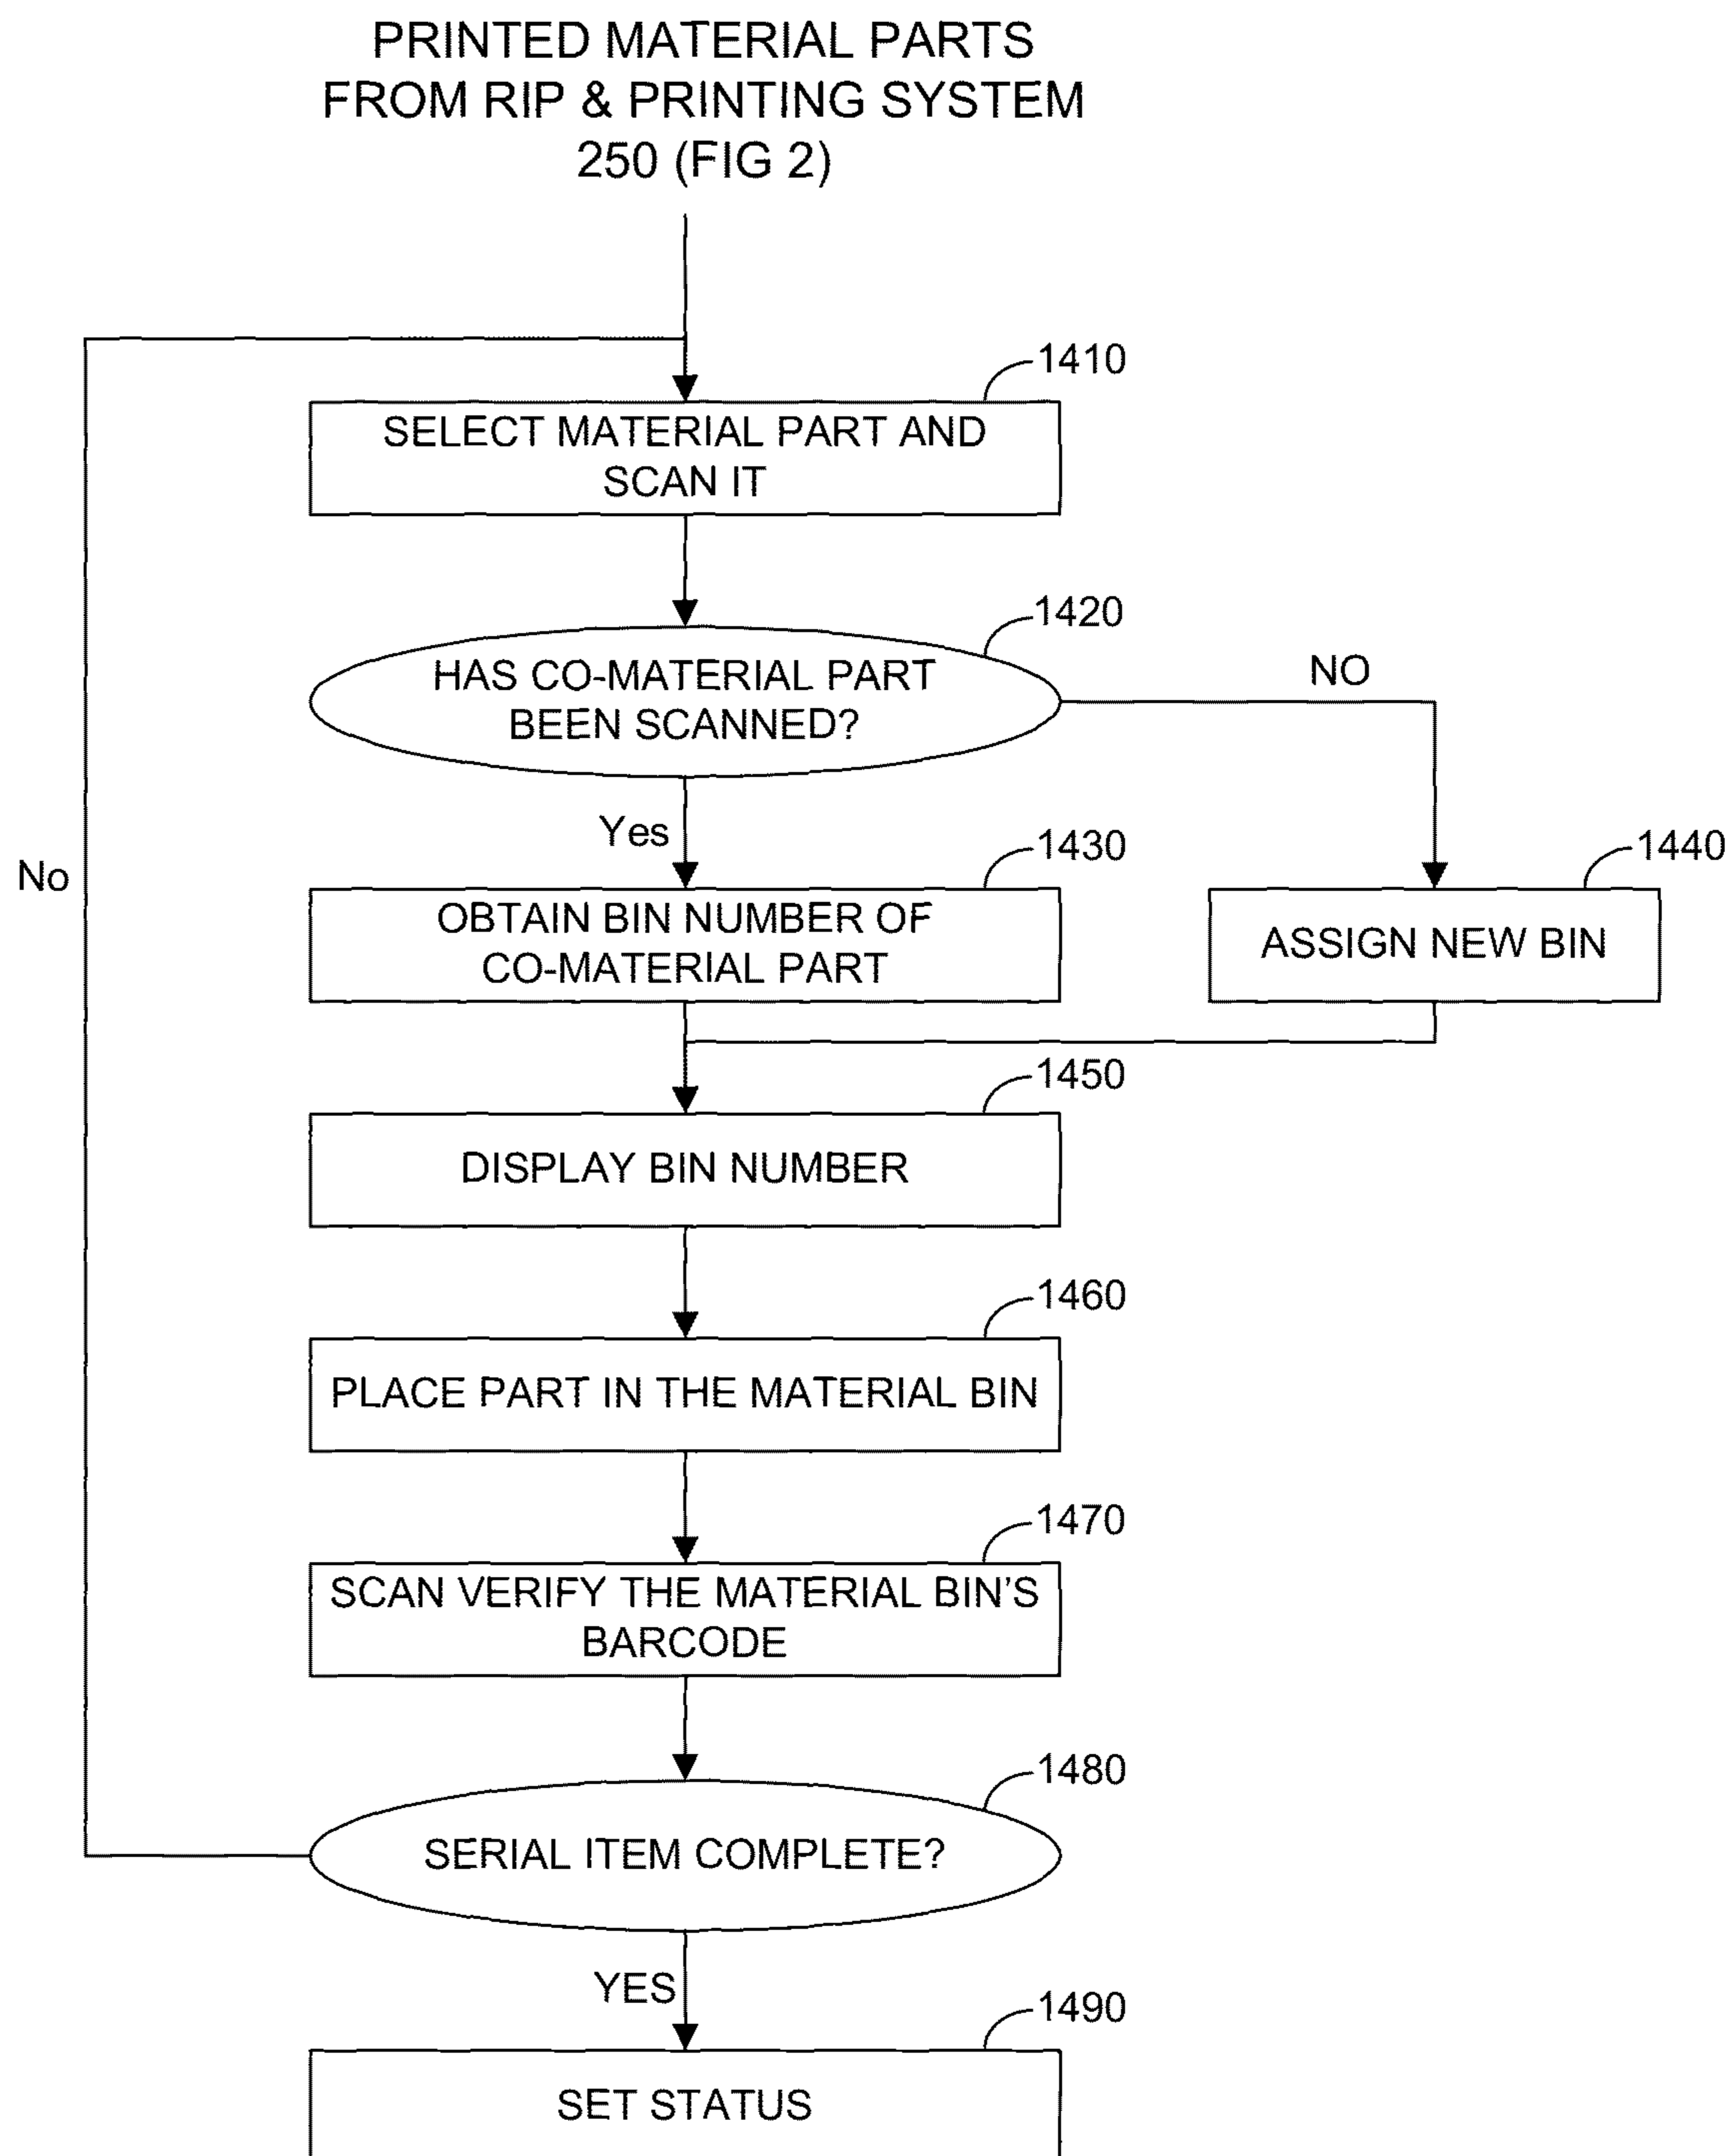 PRINTED MATERIAL PARTS
FROM RIP & PRINTING SYSTEM
250 (FIG 2)
1410
SELECT MATERIAL PART AND
SCAN IT
1420
HAS CO-MATERIAL PART
BEEN SCANNED?
NO
Yes
1430
OBTAIN BIN NUMBER OF
CO-MATERIAL PART
1440
ASSIGN NEW BIN
No
1450
DISPLAY BIN NUMBER
1460
PLACE PART IN THE MATERIAL BIN
1470
SCAN VERIFY THE MATERIAL BIN'S
BARCODE
1480
SERIAL ITEM COMPLETE?
YES
1490
SET STATUS